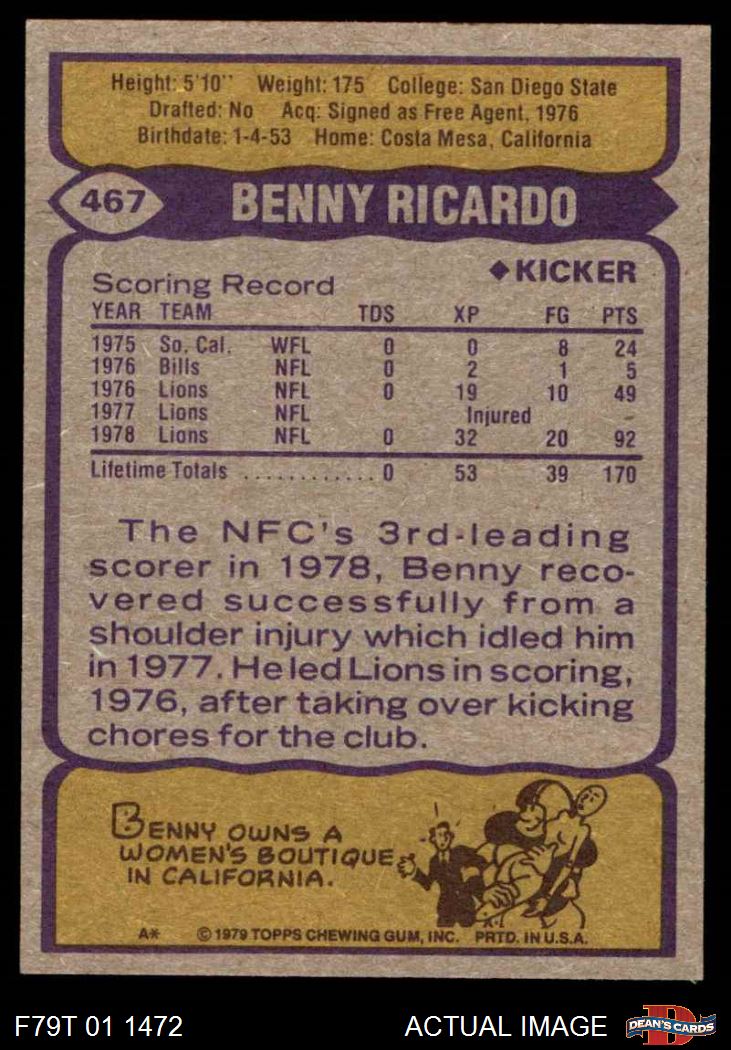 Height: 5'10" Weight: 175 College: San Diego State
Drafted: No Acq: Signed as Free Agent, 1976
Birthdate: 1-4-53 Home: Costa Mesa, California
467 BENNY RICARDO
◆KICKER
Scoring Record
YEAR TEAM TDS XP FG PTS
1975 So. Cal. WFL 0 0 8 24
1976 Bills NFL 0 2 1 5
1976 Lions NFL 0 19 10 49
1977 Lions NFL Injured -
1978 Lions NFL 0 32 20 92
Lifetime Totals ............. 0 53 39 170
The NFC's 3rd-leading
scorer in 1978, Benny reco-
vered successfully from a
shoulder injury which idled him
in 1977. He led Lions in scoring,
1976, after taking over kicking
chores for the club.
BENNY OWNS A
WOMEN'S BOUTIQUE
IN CALIFORNIA.
A* © 1979 TOPPS CHEWING GUM, INC. PRTD. IN U.S.A.
F79T 01 1472 ACTUAL IMAGE D DEAN'S CARDS